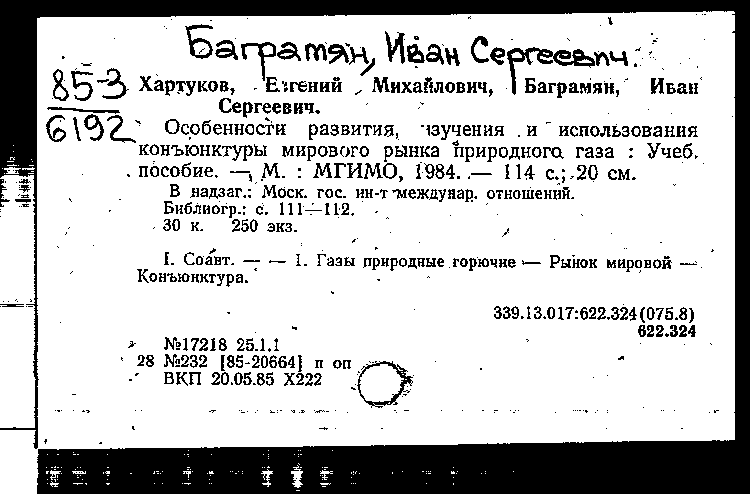 Баграмян, Иван Сергеевич.
85-3
6192
Хартуков, Евгений Михайлович, Баграмян, Иван
Сергеевич.
Особенности развития, изучения и использования
конъюнктуры мирового рынка природного газа : Учеб.
пособие. — М. : МГИМО, 1984. — 114 с.; 20 см.
В надзаг.: Моск. гос. ин-т междунар. отношений.
Библиогр.: с. 111—112.
30 к. 250 экз.
I. Соавт. — — 1. Газы природные горючие — Рынок мировой —
Конъюнктура.
339.13.017:622.324(075.8)
622.324
№17218 25.1.1
28 №232 [85-20664] п оп
ВКП 20.05.85 Х222